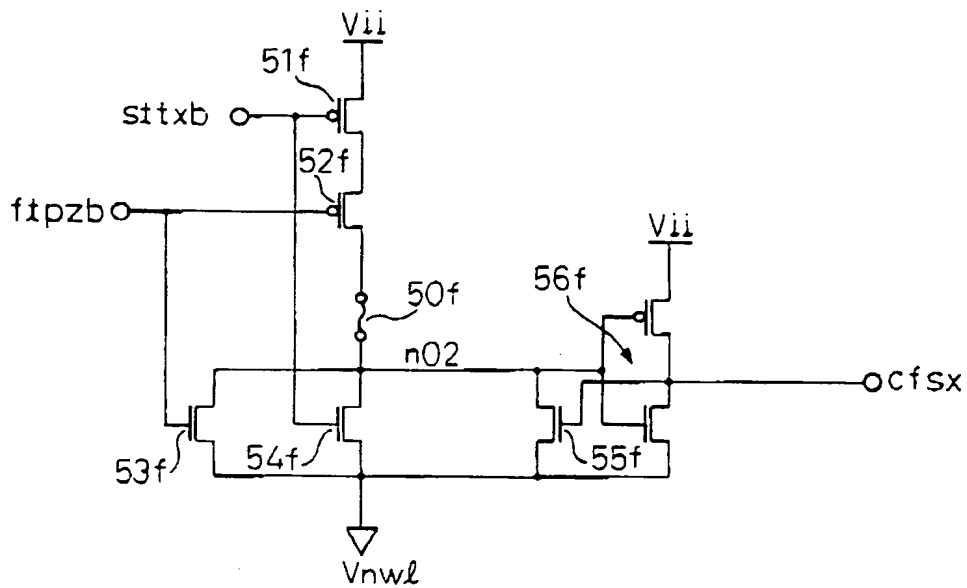 Vii
51f
sttxb
52f
ftpzb
Vii
50f
56f
n02
cfsx
53f
54f
55f
Vnwl